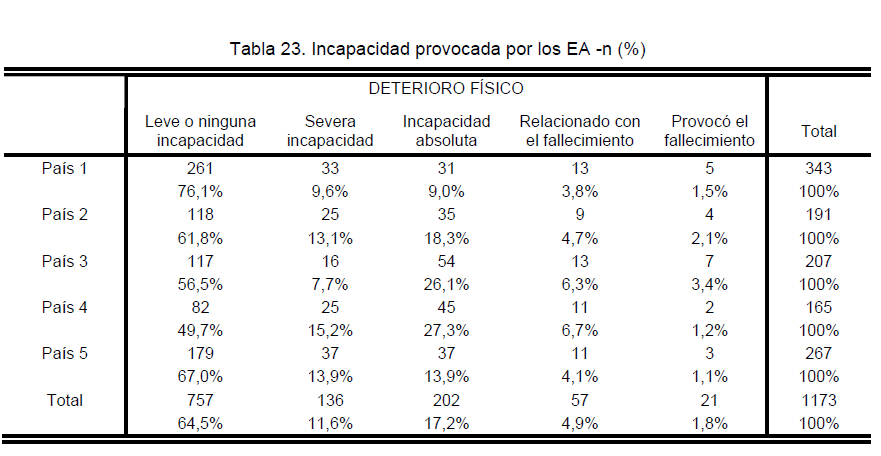 Tabla 23. Incapacidad provocada por los EA -n (%)
DETERIORO FÍSICO
Leve o ninguna incapacidad Severa incapacidad Incapacidad absoluta Relacionado con el fallecimiento Provocó el fallecimiento Total
País 1 261 33 31 13 5 343
76,1% 9,6% 9,0% 3,8% 1,5% 100%
País 2 118 25 35 9 4 191
61,8% 13,1% 18,3% 4,7% 2,1% 100%
País 3 117 16 54 13 7 207
56,5% 7,7% 26,1% 6,3% 3,4% 100%
País 4 82 25 45 11 2 165
49,7% 15,2% 27,3% 6,7% 1,2% 100%
País 5 179 37 37 11 3 267
67,0% 13,9% 13,9% 4,1% 1,1% 100%
Total 757 136 202 57 21 1173
64,5% 11,6% 17,2% 4,9% 1,8% 100%